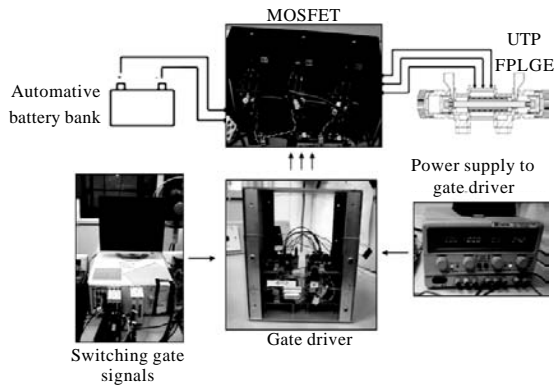 MOSFET
UTP
FPLGE
Automative
battery bank
Power supply to
gate driver
Switching gate
signals
Gate driver